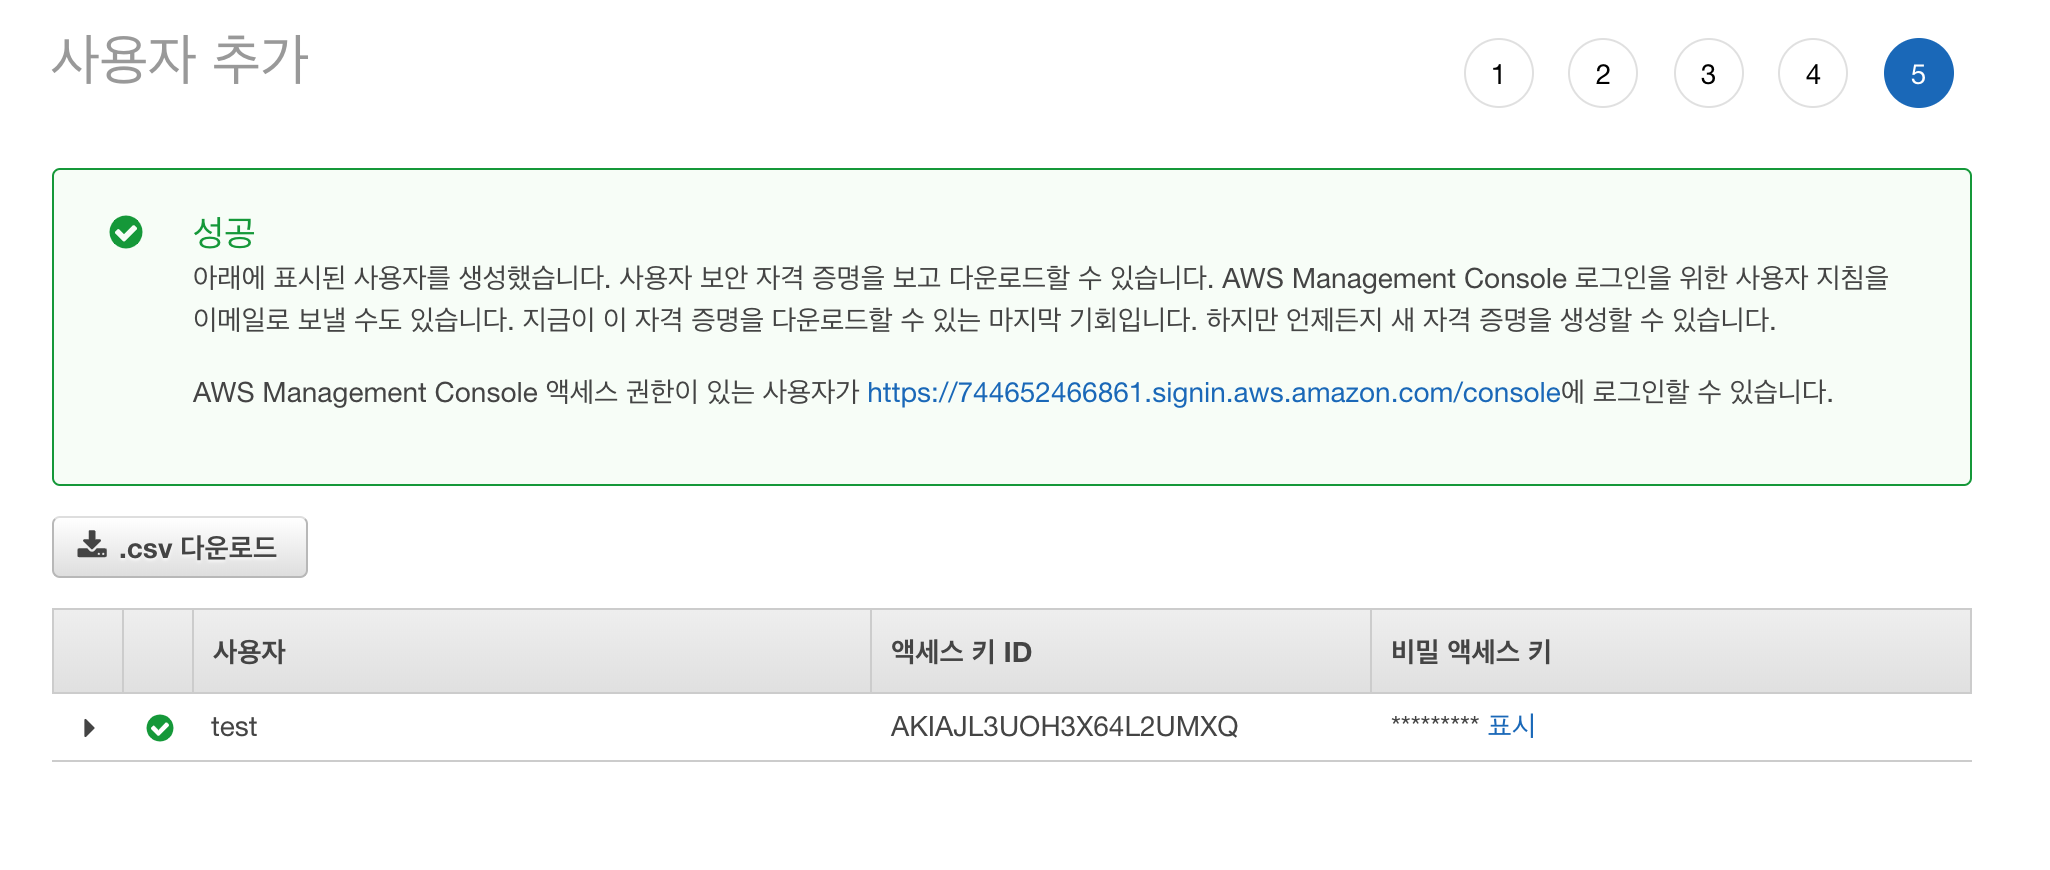 사용자 추가
1 2 3 4 5
성공
아래에 표시된 사용자를 생성했습니다. 사용자 보안 자격 증명을 보고 다운로드할 수 있습니다. AWS Management Console 로그인을 위한 사용자 지침을
이메일로 보낼 수도 있습니다. 지금이 이 자격 증명을 다운로드할 수 있는 마지막 기회입니다. 하지만 언제든지 새 자격 증명을 생성할 수 있습니다.
AWS Management Console 액세스 권한이 있는 사용자가 https://744652466861.signin.aws.amazon.com/console에 로그인할 수 있습니다.
.csv 다운로드
사용자 액세스 키 ID 비밀 액세스 키
test AKIAJL3UOH3X64L2UMXQ ********* 표시